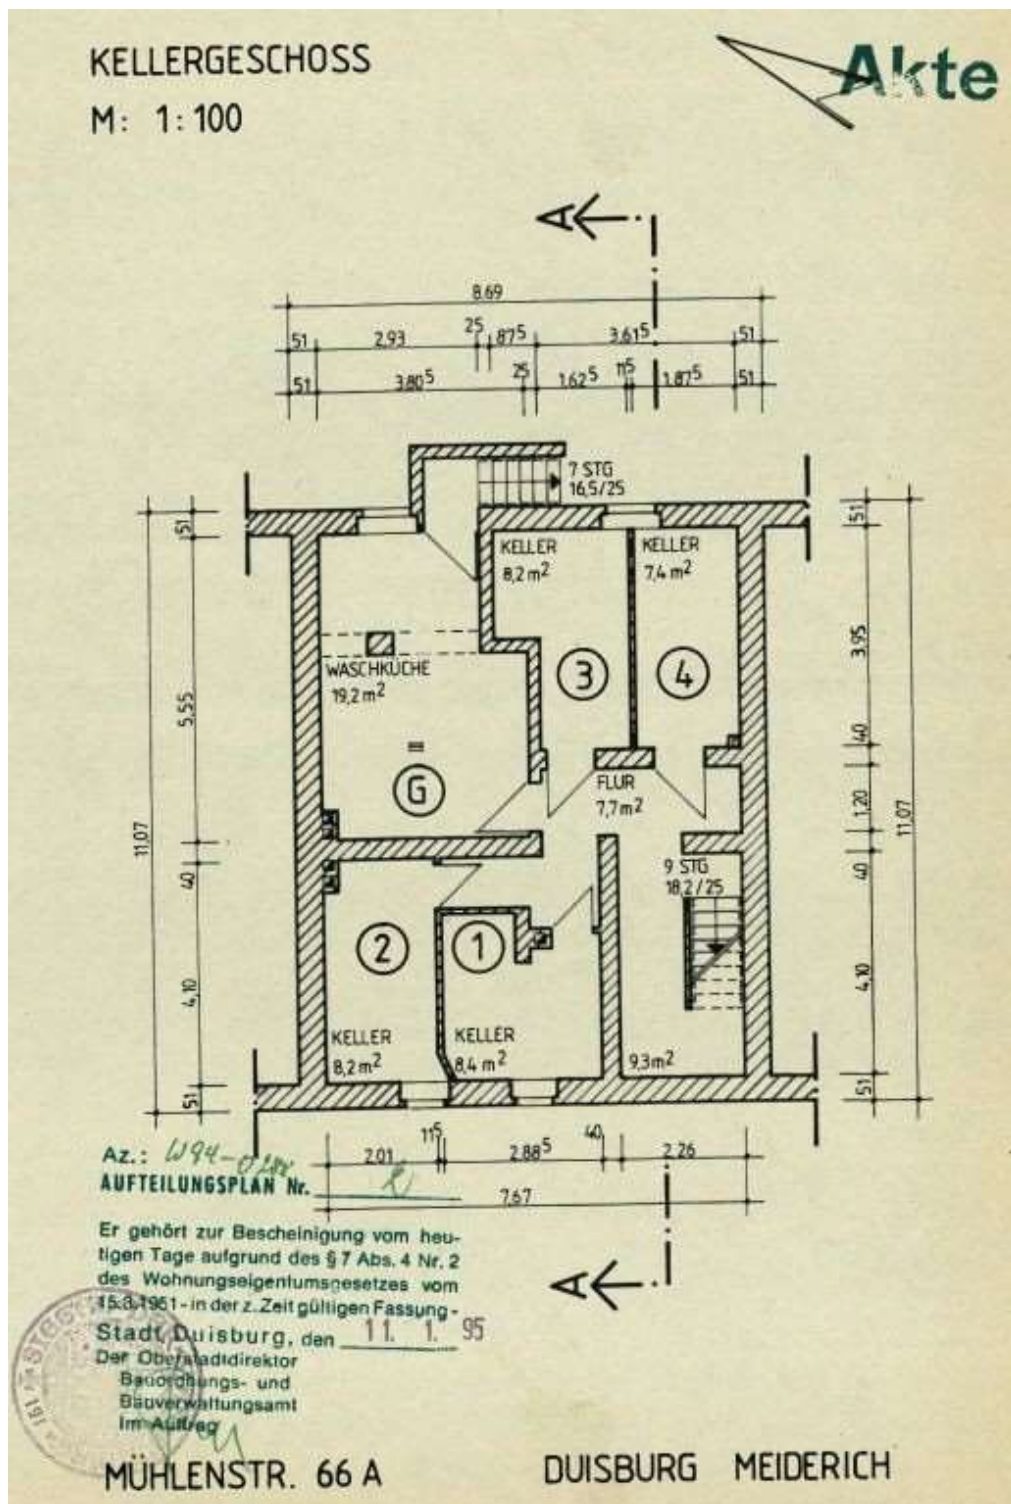 KELLERGESCHOSS
M: 1:100
Akte
A
8.69
51 2.93 25 87⁵ 3.61⁵ 51
51 3.80⁵ 25 1.62⁵ 11⁵ 1.87⁵ 51
7 STG
16,5/25
51
51
KELLER
8,2 m²
KELLER
7,4 m²
3
4
WASCHKÜCHE
19,2 m²
5,55
3.95
40
G
FLUR
7,7 m²
11,07
1,20
11,07
40
40
9 STG
18,2/25
2
1
4,10
4,10
KELLER
8,2 m²
KELLER
8,4 m²
9,3 m²
51
51
2.01 11⁵ 2.88⁵ 40 2.26
7.67
A
Az.: W94-
AUFTEILUNGSPLAN Nr.
Er gehört zur Bescheinigung vom heu-
tigen Tage aufgrund des § 7 Abs. 4 Nr. 2
des Wohnungseigentumsgesetzes vom
15.3.1951 - in der z. Zeit gültigen Fassung -
Stadt Duisburg, den 11. 1. 95
Der Oberstadtdirektor
Bauordnungs- und
Bauverwaltungsamt
Im Auftrag
MÜHLENSTR. 66 A
DUISBURG MEIDERICH